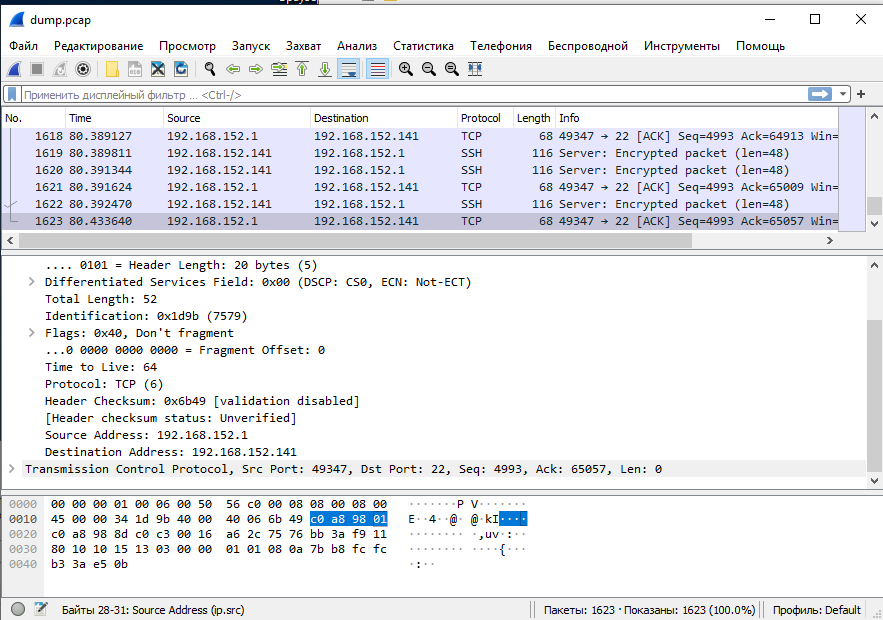 dump.pcap
Файл Редактирование Просмотр Запуск Захват Анализ Статистика Телефония Беспроводной Инструменты Помощь
Применить дисплейный фильтр ... <Ctrl-/>
No. Time Source Destination Protocol Length Info
1618 80.389127 192.168.152.1 192.168.152.141 TCP 68 49347 → 22 [ACK] Seq=4993 Ack=64913 Win=
1619 80.389811 192.168.152.141 192.168.152.1 SSH 116 Server: Encrypted packet (len=48)
1620 80.391344 192.168.152.141 192.168.152.1 SSH 116 Server: Encrypted packet (len=48)
1621 80.391624 192.168.152.1 192.168.152.141 TCP 68 49347 → 22 [ACK] Seq=4993 Ack=65009 Win=
1622 80.392470 192.168.152.141 192.168.152.1 SSH 116 Server: Encrypted packet (len=48)
1623 80.433640 192.168.152.1 192.168.152.141 TCP 68 49347 → 22 [ACK] Seq=4993 Ack=65057 Win=
.... 0101 = Header Length: 20 bytes (5)
Differentiated Services Field: 0x00 (DSCP: CS0, ECN: Not-ECT)
Total Length: 52
Identification: 0x1d9b (7579)
Flags: 0x40, Don't fragment
...0 0000 0000 0000 = Fragment Offset: 0
Time to Live: 64
Protocol: TCP (6)
Header Checksum: 0x6b49 [validation disabled]
[Header checksum status: Unverified]
Source Address: 192.168.152.1
Destination Address: 192.168.152.141
Transmission Control Protocol, Src Port: 49347, Dst Port: 22, Seq: 4993, Ack: 65057, Len: 0
0000 00 00 00 01 00 06 00 50 56 c0 00 08 08 00 08 00 ·······P V·······
0010 45 00 00 34 1d 9b 40 00 40 06 6b 49 c0 a8 98 01 E··4··@· @·kI····
0020 c0 a8 98 8d c0 c3 00 16 a6 2c 75 76 bb 3a f9 11 ········ ·,uv·:··
0030 80 10 10 15 13 03 00 00 01 01 08 0a 7b b8 fc fc ········ ····{···
0040 b3 3a e5 0b ·:··
Байты 28-31: Source Address (ip.src)
Пакеты: 1623 · Показаны: 1623 (100.0%)
Профиль: Default